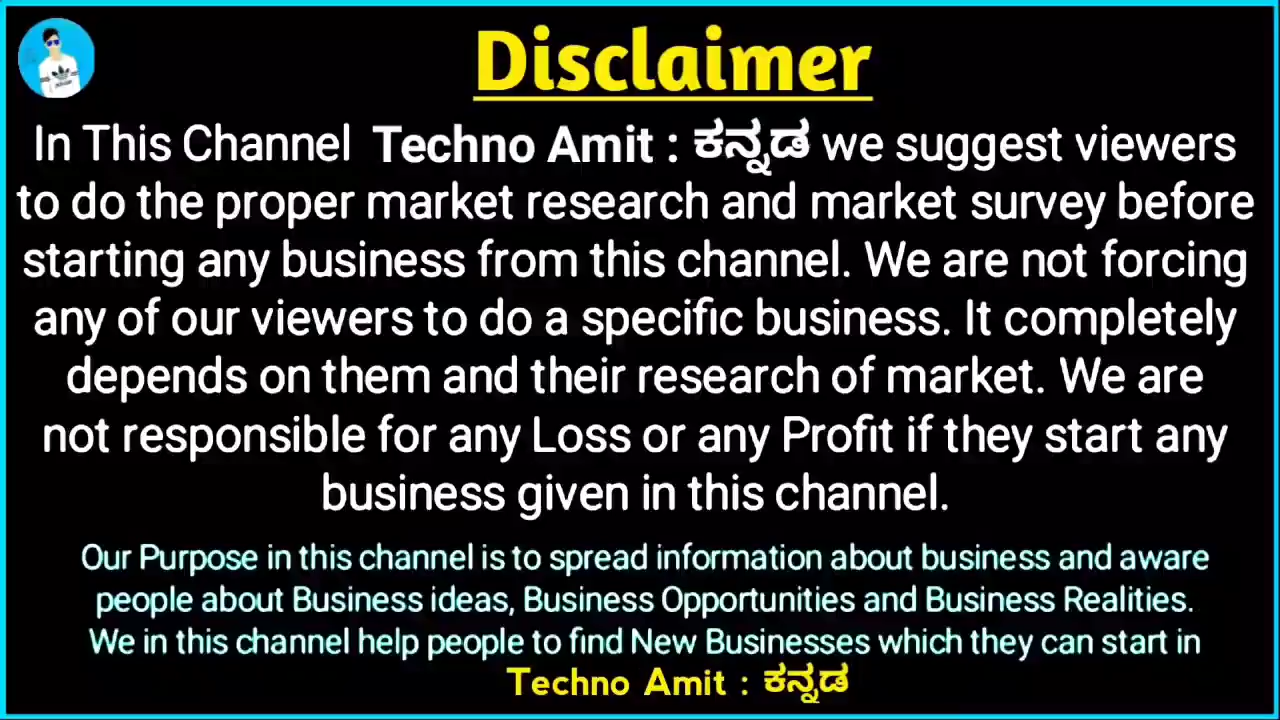 Disclaimer
In This Channel Techno Amit : ಕನ್ನಡ we suggest viewers
to do the proper market research and market survey before
starting any business from this channel. We are not forcing
any of our viewers to do a specific business. It completely
depends on them and their research of market. We are
not responsible for any Loss or any Profit if they start any
business given in this channel.
Our Purpose in this channel is to spread information about business and aware
people about Business ideas, Business Opportunities and Business Realities.
We in this channel help people to find New Businesses which they can start in
Techno Amit : ಕನ್ನಡ